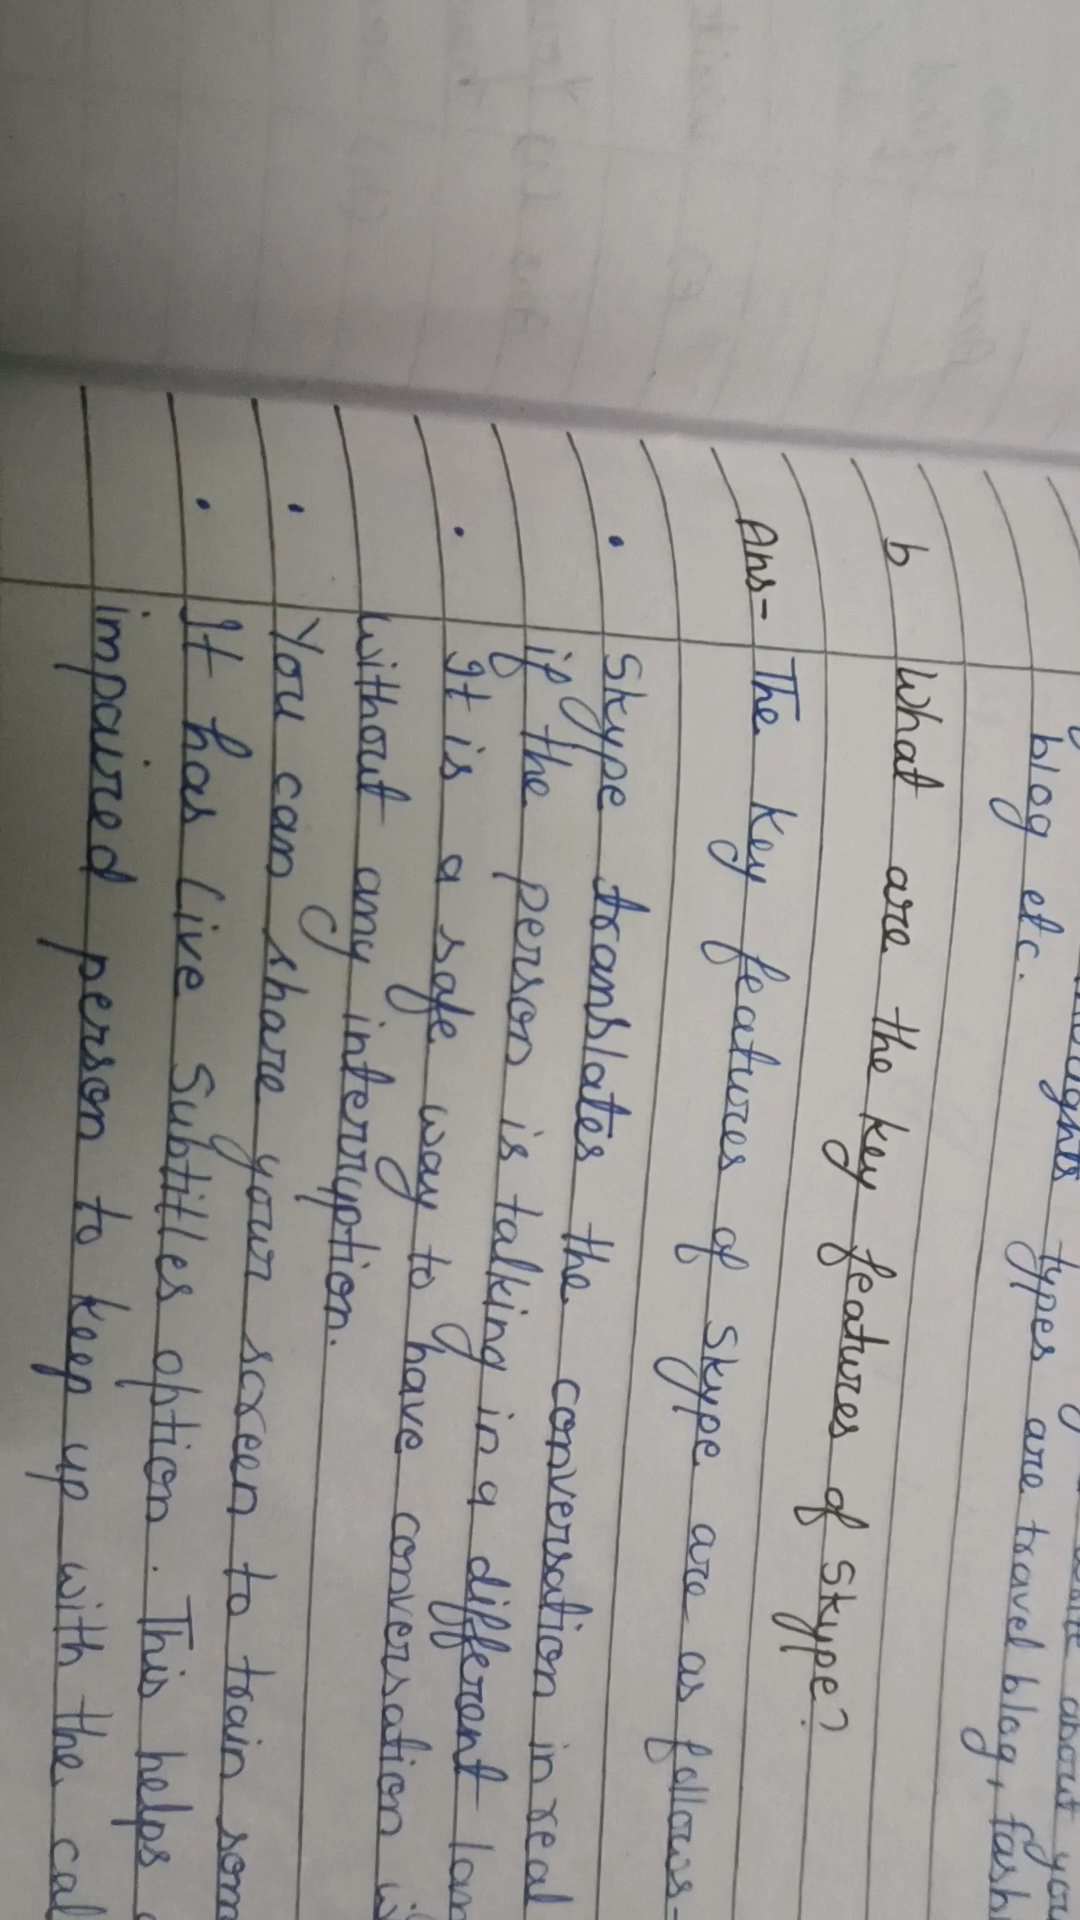 types are travel blog, fash
blog etc.
b What are the key features of Skype?
Ans- The key features of Skype are as follows-
• Skype translates the conversation in real
if the person is talking in a different lan
• It is a safe way to have conversation wi
without any interryption.
• You can share your screen to train som
• It has Live Subtitles option. This helps
impaired person to keep up with the cal